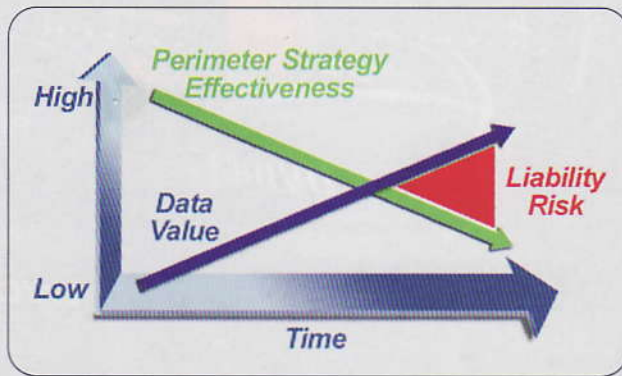 Perimeter Strategy
Effectiveness
High
Data
Value
Liability
Risk
Low
Time